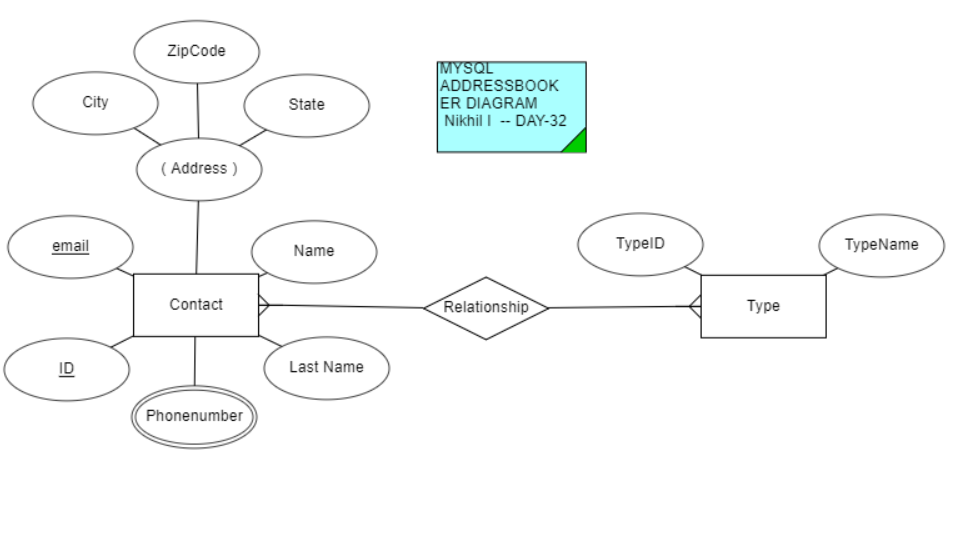 ZipCode
City
State
( Address )
MYSQL
ADDRESSBOOK
ER DIAGRAM
Nikhil I -- DAY-32
email
Name
TypeID
TypeName
Contact
Relationship
Type
ID
Last Name
Phonenumber